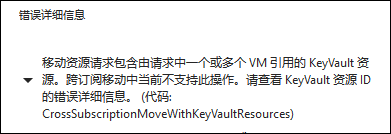 错误详细信息
移动资源请求包含由请求中一个或多个 VM 引用的 KeyVault 资
源。跨订阅移动中当前不支持此操作。请查看 KeyVault 资源 ID
的错误详细信息。 (代码:
CrossSubscriptionMoveWithKeyVaultResources)